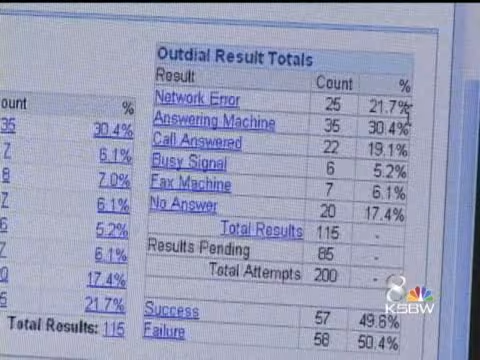 ount %
35 30.4%
7 6.1%
8 7.0%
7 6.1%
6 5.2%
7 6.1%
0 17.4%
5 21.7%
Total Results: 115
Outdial Result Totals
Result Count %
Network Error 25 21.7%
Answering Machine 35 30.4%
Call Answered 22 19.1%
Busy Signal 6 5.2%
Fax Machine 7 6.1%
No Answer 20 17.4%
Total Results 115 -
Results Pending 85 -
Total Attempts 200 -
Success 57 49.6%
Failure 58 50.4%
8
KSBW